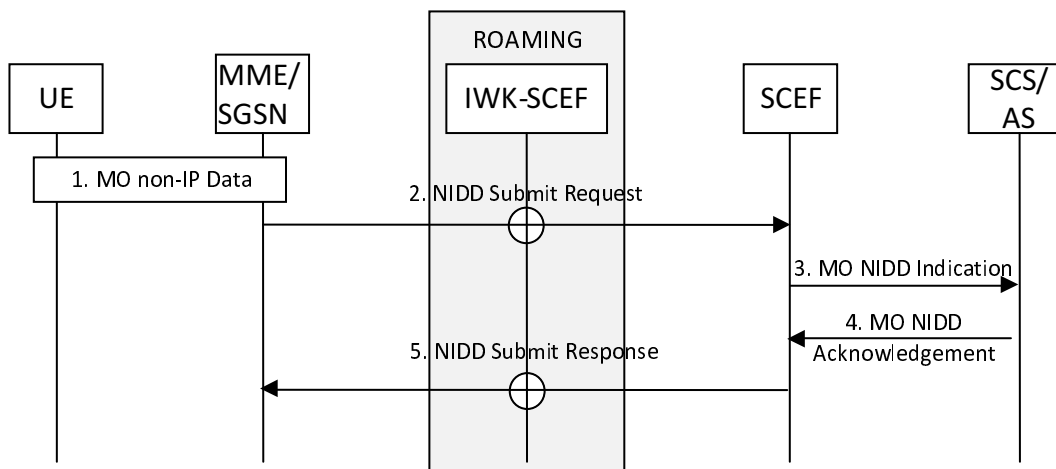 ROAMING
UE
MME/
SGSN
IWK-SCEF
SCEF
SCS/
AS
1. MO non-IP Data
2. NIDD Submit Request
3. MO NIDD Indication
4. MO NIDD
Acknowledgement
5. NIDD Submit Response